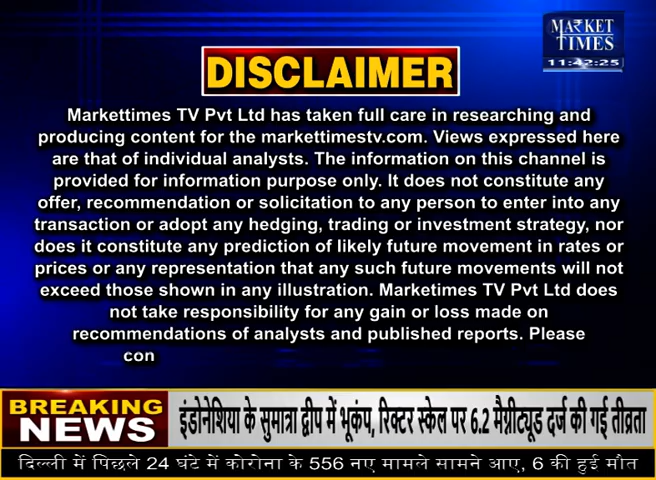 MARKET
TIMES
11:42:25
DISCLAIMER
Markettimes TV Pvt Ltd has taken full care in researching and
producing content for the markettimestv.com. Views expressed here
are that of individual analysts. The information on this channel is
provided for information purpose only. It does not constitute any
offer, recommendation or solicitation to any person to enter into any
transaction or adopt any hedging, trading or investment strategy, nor
does it constitute any prediction of likely future movement in rates or
prices or any representation that any such future movements will not
exceed those shown in any illustration. Marketimes TV Pvt Ltd does
not take responsibility for any gain or loss made on
recommendations of analysts and published reports. Please
con
BREAKING
NEWS
इंडोनेशिया के सुमात्रा द्वीप में भूकंप, रिक्टर स्केल पर 6.2 मैग्नीट्यूड दर्ज की गई तीव्रता
दिल्ली में पिछले 24 घंटे में कोरोना के 556 नए मामले सामने आए, 6 की हुई मौत